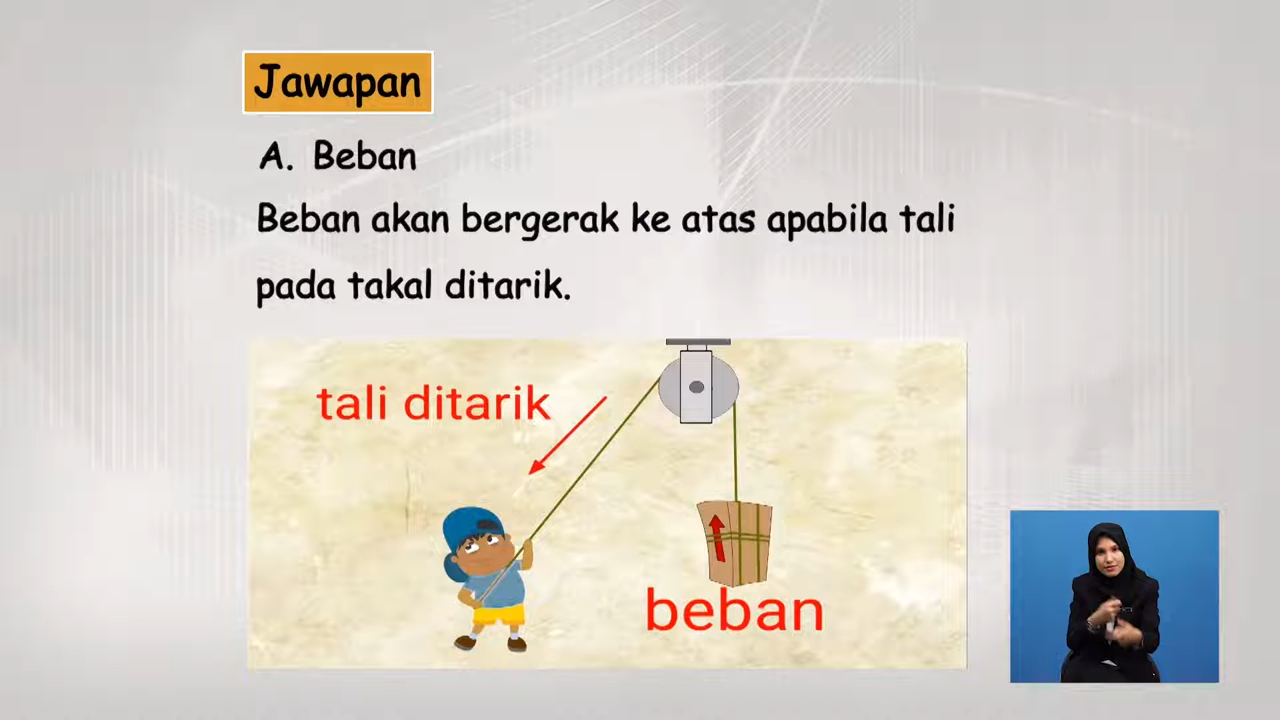 Jawapan
A. Beban
Beban akan bergerak ke atas apabila tali
pada takal ditarik.
tali ditarik
beban